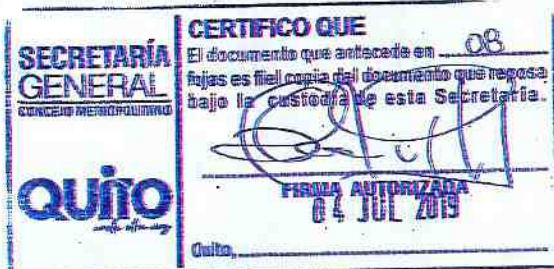 SECRETARÍA
GENERAL
CONCEJO METROPOLITANO
QUITO
CERTIFICO QUE
El documento que antecede en ...08
fojas es fiel copia del documento que reposa
bajo la custodia de esta Secretaría.
FIRMA AUTORIZADA
04 JUL 2019
Quito,